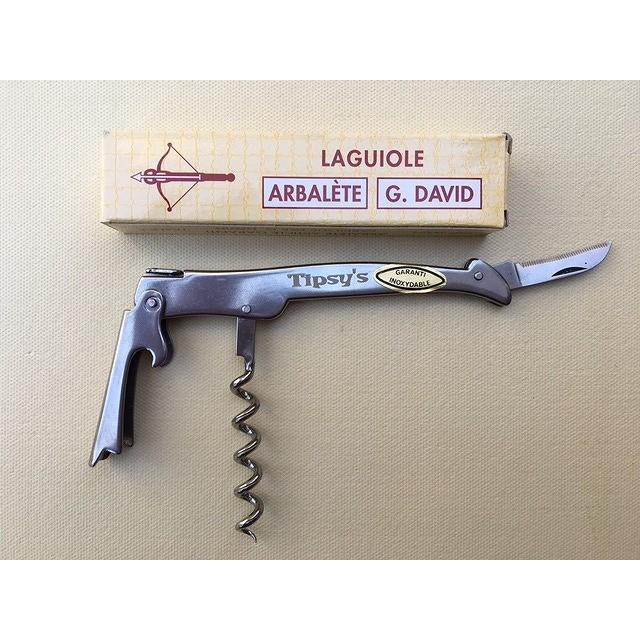 LAGUIOLE
ARBALÈTE G. DAVID
Tipsy's
GARANTI
INOXYDABLE